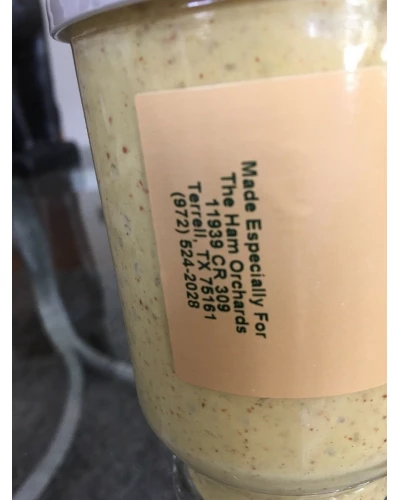 Made Especially For
The Ham Orchards
11939 CR 309
Terrell, TX 75161
(972) 524-2028